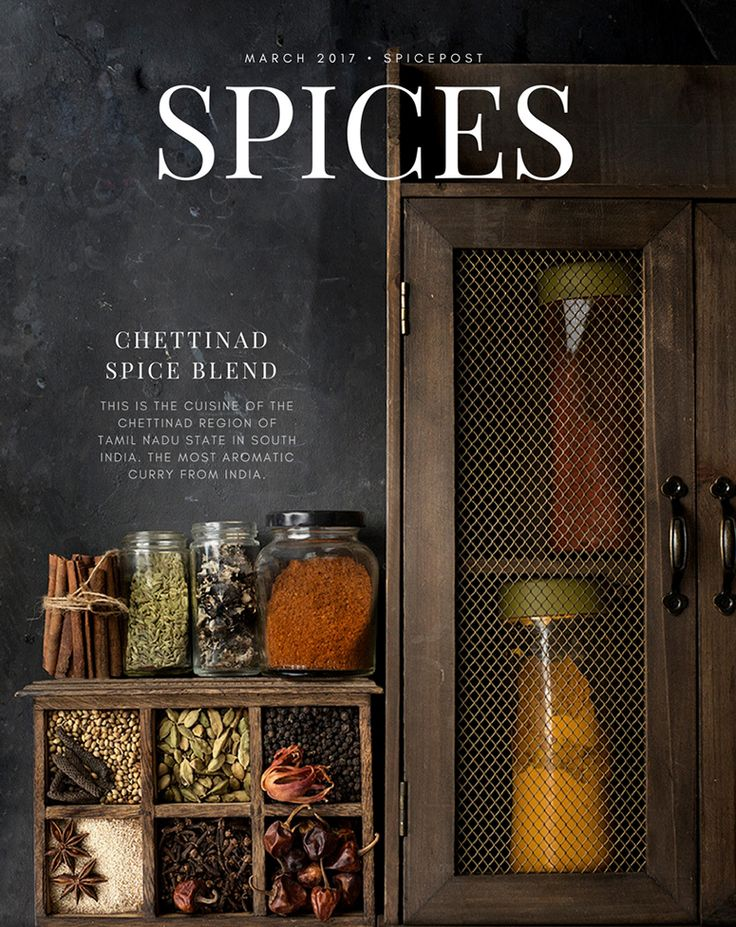 MARCH 2017 • SPICEPOST
SPICES
CHETTINAD
SPICE BLEND
THIS IS THE CUISINE OF THE
CHETTINAD REGION OF
TAMIL NADU STATE IN SOUTH
INDIA. THE MOST AROMATIC
CURRY FROM INDIA.